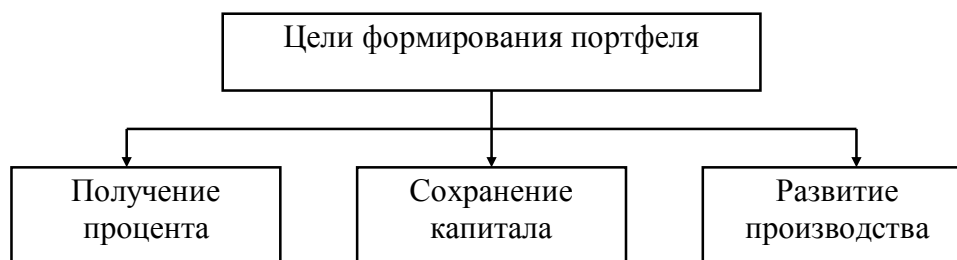 Цели формирования портфеля
Получение
процента
Сохранение
капитала
Развитие
производства